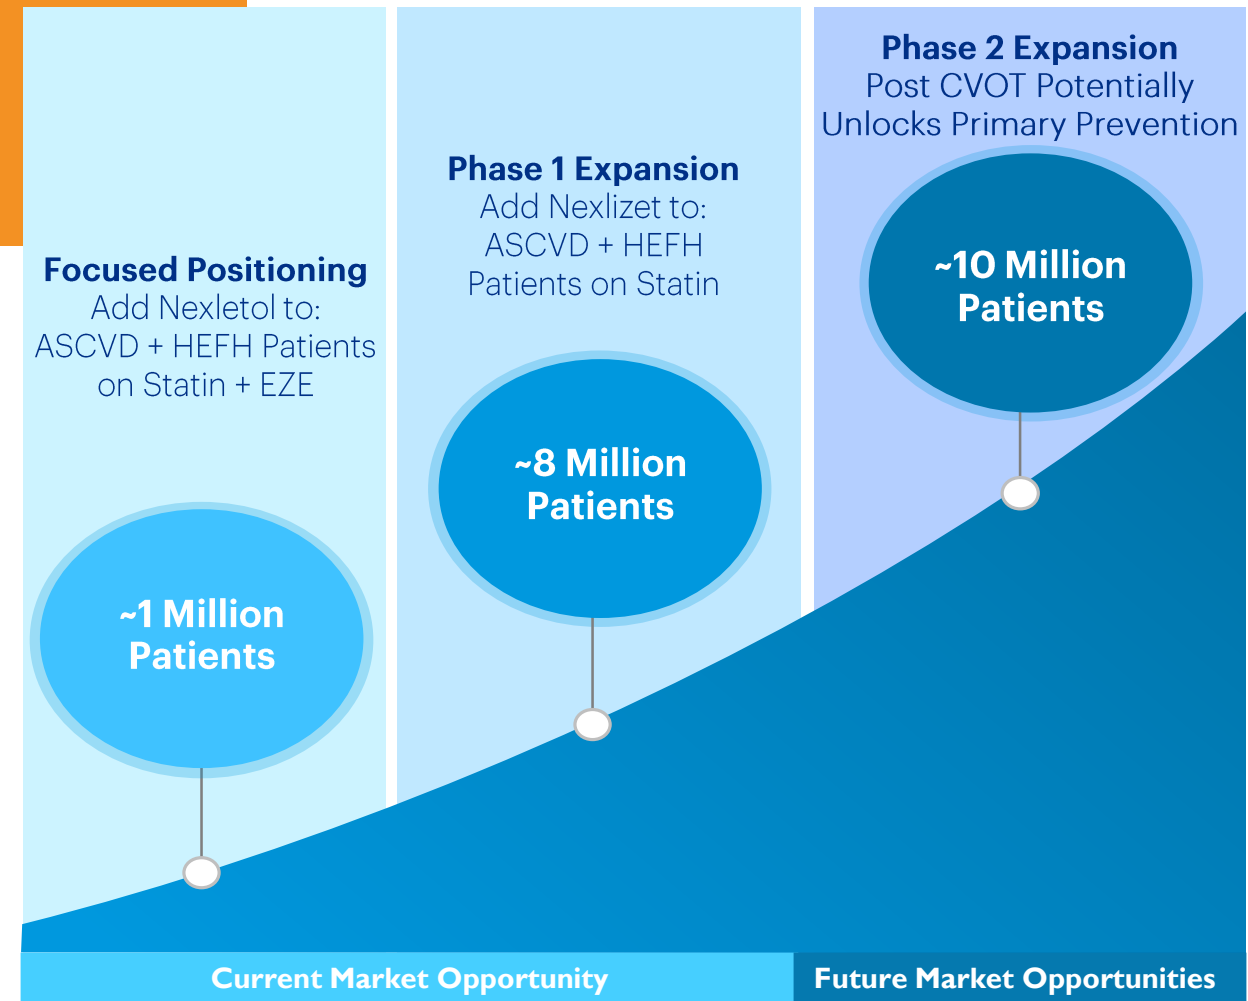 Focused Positioning
Add Nexletol to:
ASCVD + HEFH Patients
on Statin + EZE
~1 Million
Patients
Phase 1 Expansion
Add Nexlizet to:
ASCVD + HEFH
Patients on Statin
~8 Million
Patients
Phase 2 Expansion
Post CVOT Potentially
Unlocks Primary Prevention
~10 Million
Patients
Current Market Opportunity
Future Market Opportunities